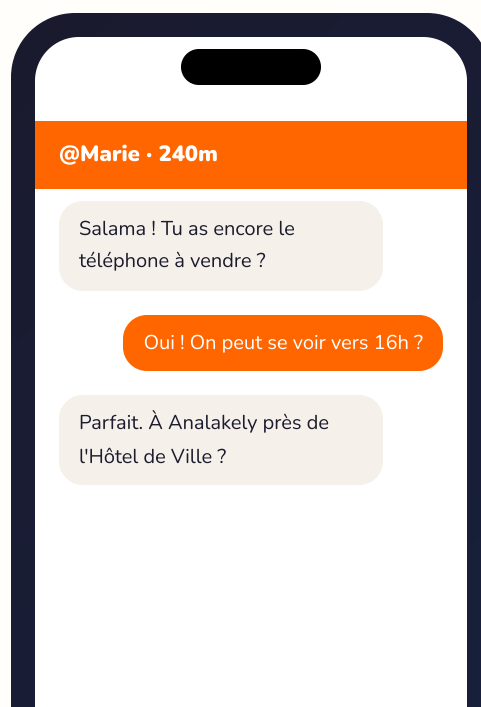 @Marie · 240m
Salama ! Tu as encore le
téléphone à vendre ?
Oui ! On peut se voir vers 16h ?
Parfait. À Analakely près de
l'Hôtel de Ville ?